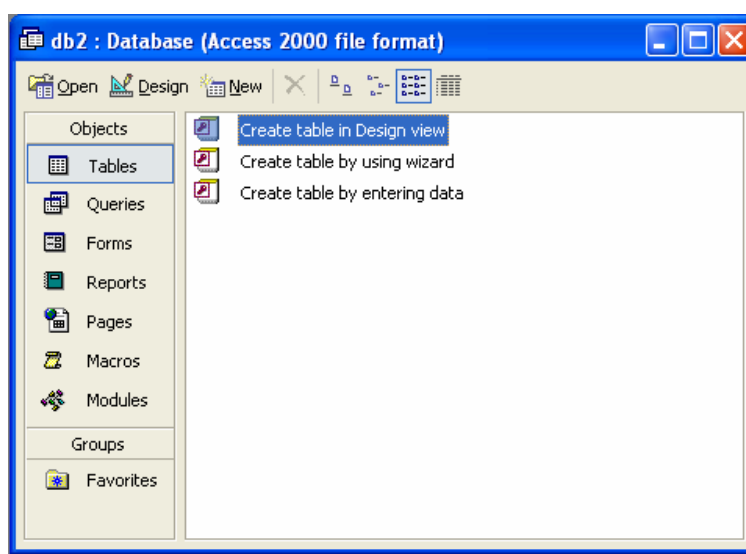 db2 : Database (Access 2000 file format)
Open Design New
Objects
Tables
Queries
Forms
Reports
Pages
Macros
Modules
Groups
Favorites
Create table in Design view
Create table by using wizard
Create table by entering data